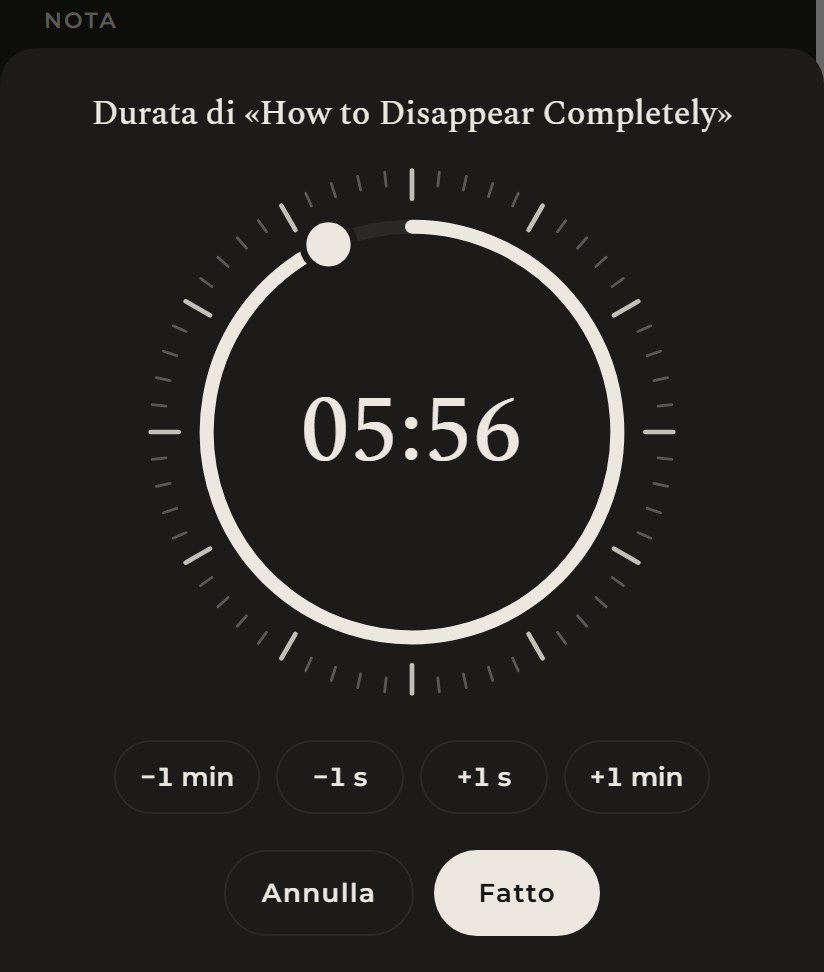 NOTA
Durata di «How to Disappear Completely»
05:56
−1 min
−1 s
+1 s
+1 min
Annulla
Fatto